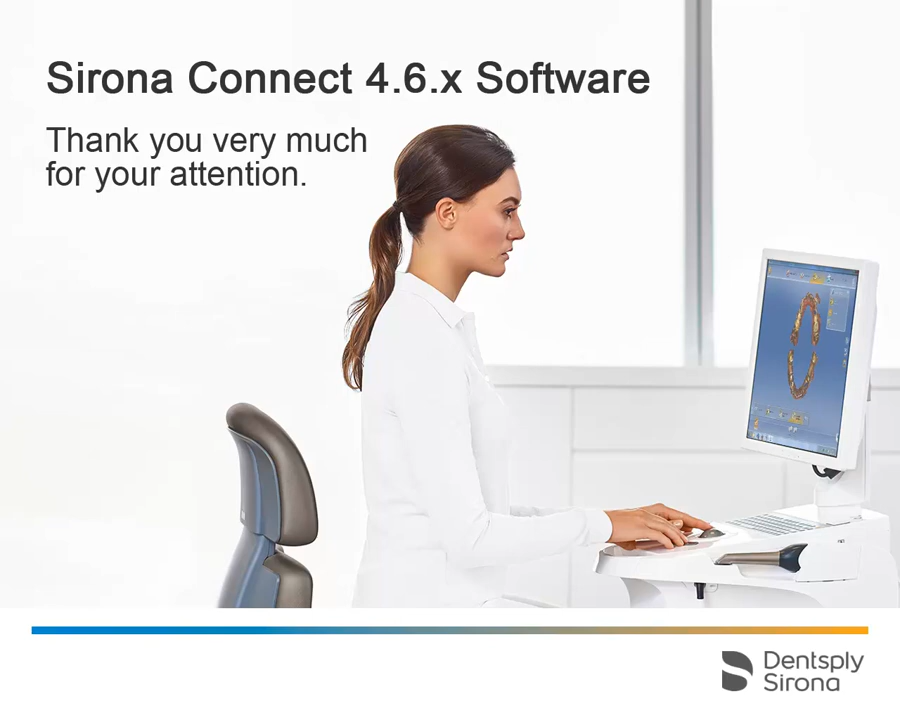 Sirona Connect 4.6.x Software
Thank you very much
for your attention.
Dentsply
Sirona